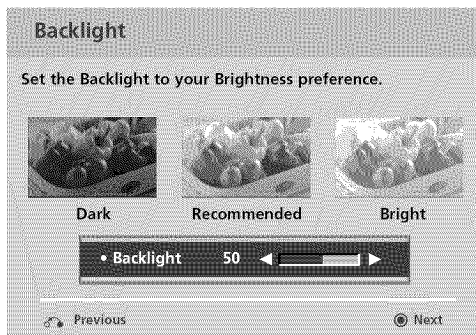 Backlight
Set the Backlight to your Brightness preference.
Dark Recommended Bright
• Backlight 50
Previous Next